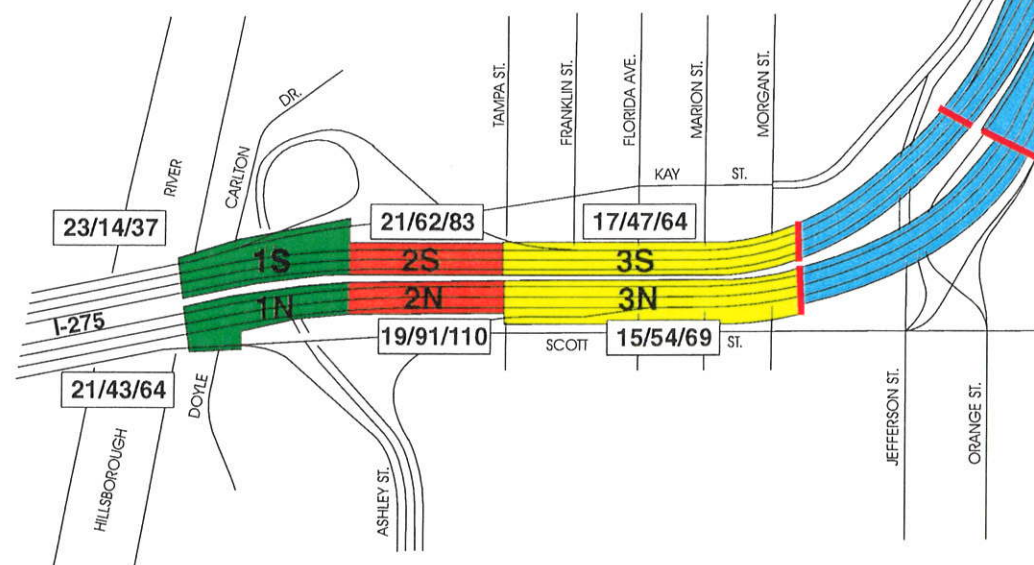 TAMPA ST.
FRANKLIN ST.
FLORIDA AVE.
MARION ST.
MORGAN ST.
DR.
CARLTON
RIVER
KAY ST.
23/14/37
21/62/83
17/47/64
1S
2S
3S
1N
2N
3N
I-275
19/91/110
SCOTT
15/54/69
ST.
21/43/64
DOYLE
HILLSBOROUGH
ASHLEY ST.
JEFFERSON ST.
ORANGE ST.